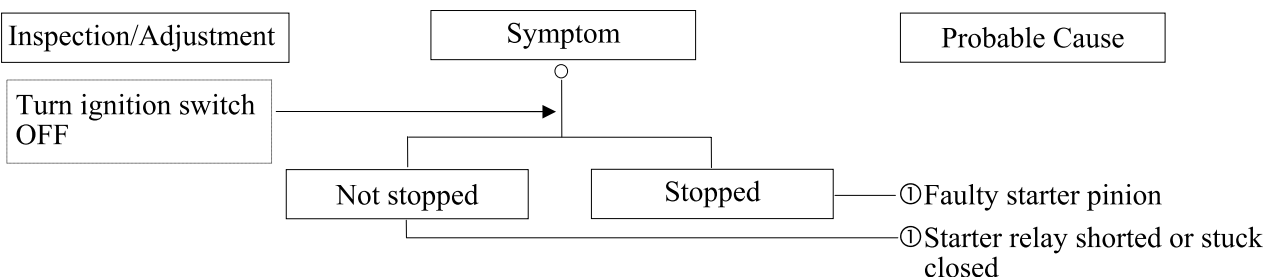 Inspection/Adjustment
Symptom
Probable Cause
Turn ignition switch
OFF
Not stopped
Stopped
①Faulty starter pinion
①Starter relay shorted or stuck
closed